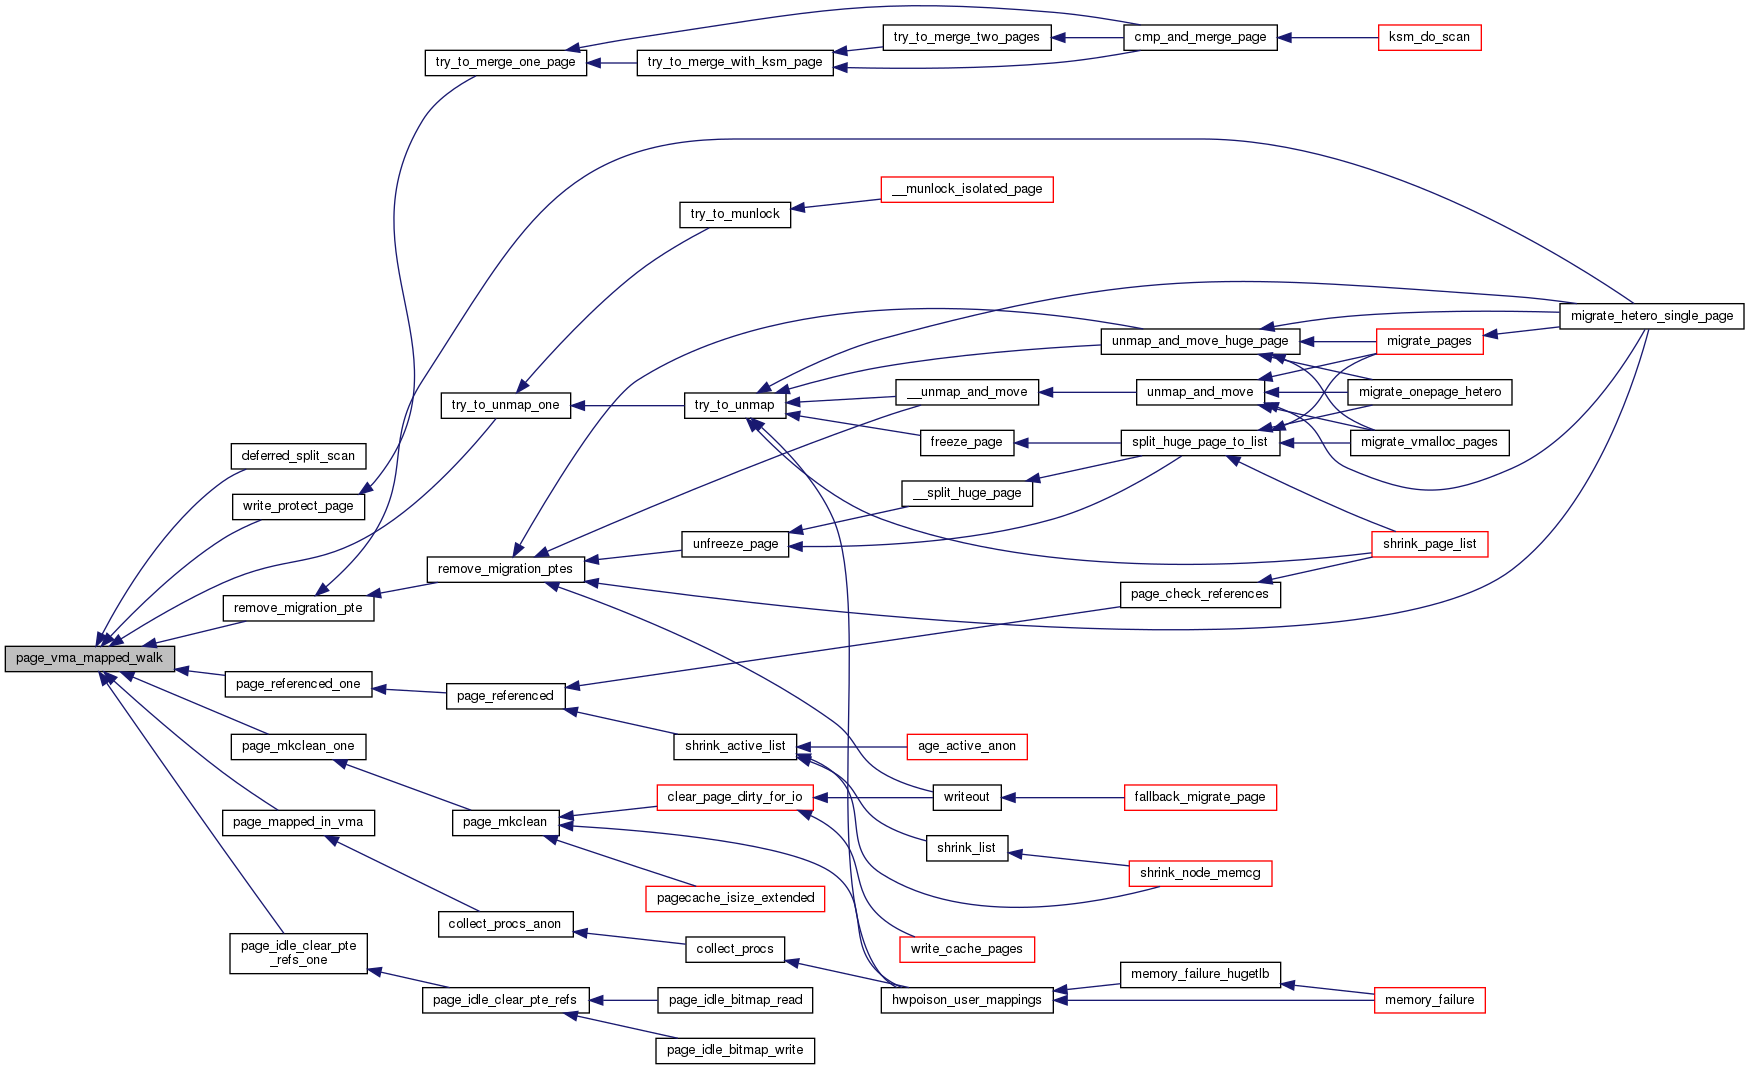 try_to_merge_two_pages
cmp_and_merge_page
ksm_do_scan
try_to_merge_one_page
try_to_merge_with_ksm_page
__munlock_isolated_page
try_to_munlock
migrate_hetero_single_page
unmap_and_move_huge_page
migrate_pages
try_to_unmap_one
try_to_unmap
__unmap_and_move
unmap_and_move
migrate_onepage_hetero
deferred_split_scan
freeze_page
split_huge_page_to_list
migrate_vmalloc_pages
write_protect_page
__split_huge_page
unfreeze_page
shrink_page_list
remove_migration_ptes
page_check_references
remove_migration_pte
page_vma_mapped_walk
page_referenced_one
page_referenced
page_mkclean_one
shrink_active_list
age_active_anon
clear_page_dirty_for_io
writeout
fallback_migrate_page
page_mapped_in_vma
page_mkclean
shrink_list
shrink_node_memcg
pagecache_isize_extended
collect_procs_anon
page_idle_clear_pte
_refs_one
collect_procs
write_cache_pages
memory_failure_hugetlb
page_idle_clear_pte_refs
page_idle_bitmap_read
hwpoison_user_mappings
memory_failure
page_idle_bitmap_write